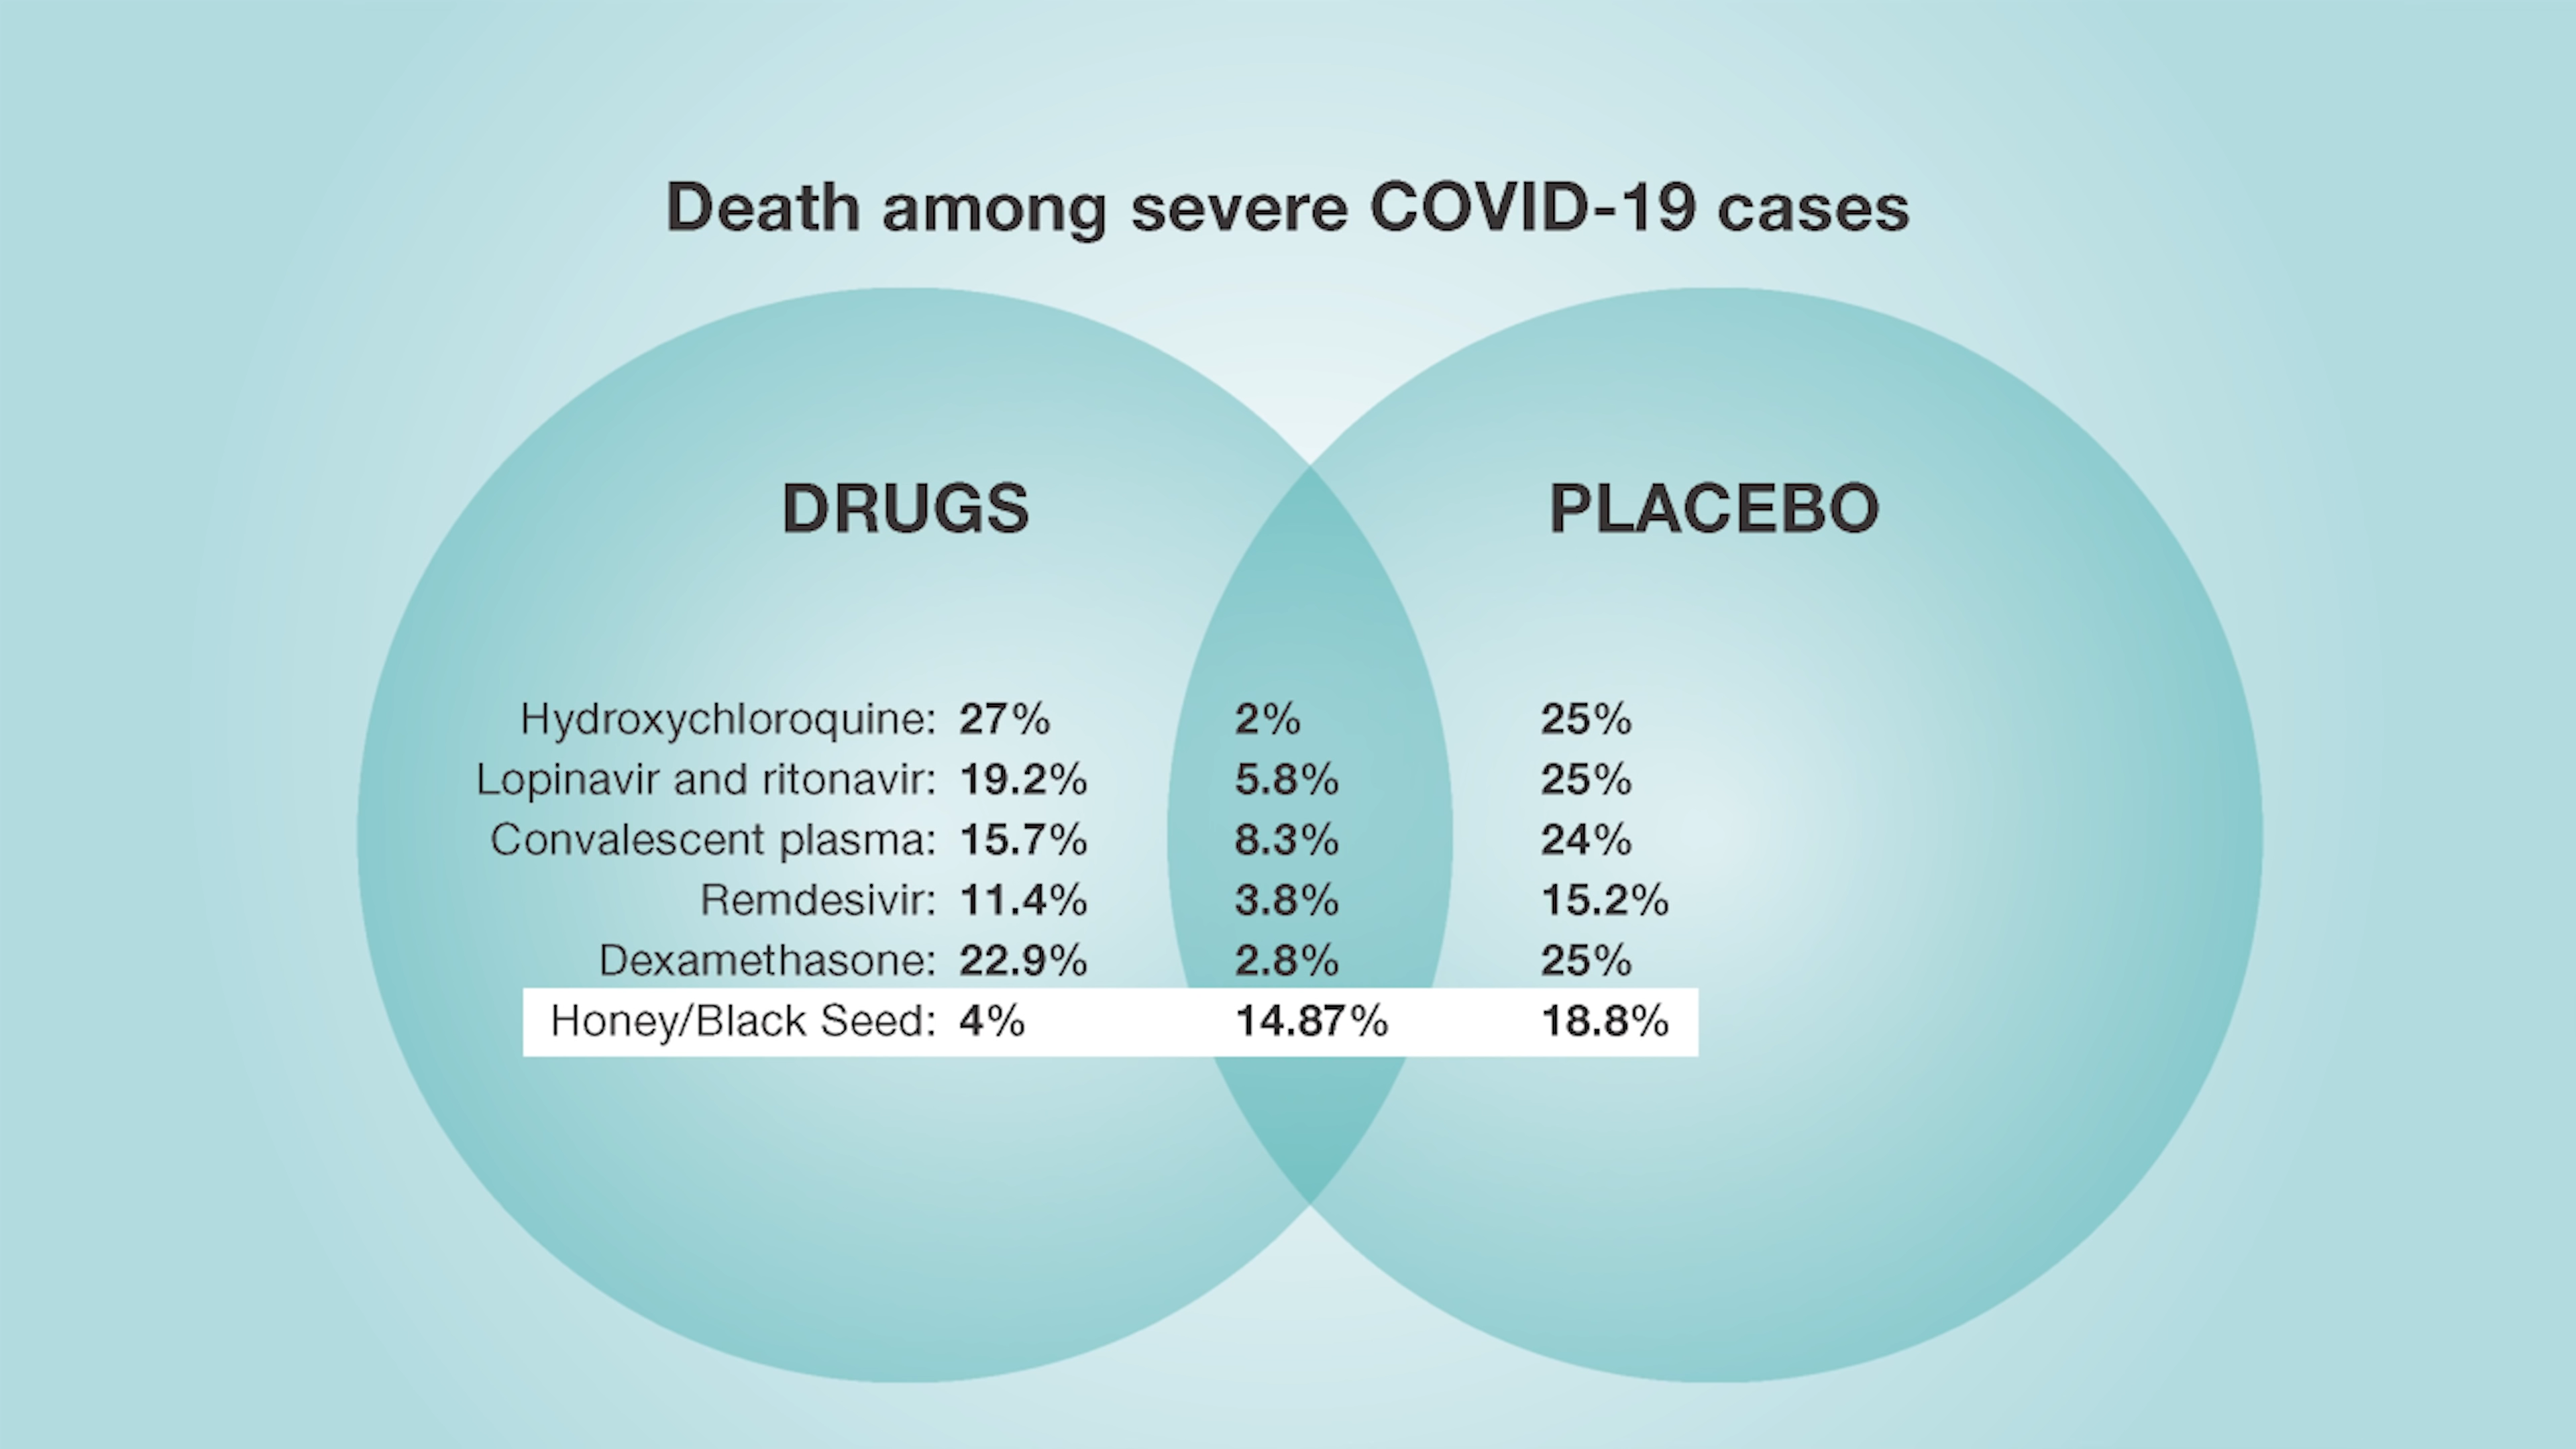 Death among severe COVID-19 cases
DRUGS PLACEBO
Hydroxychloroquine: 27% 2% 25%
Lopinavir and ritonavir: 19.2% 5.8% 25%
Convalescent plasma: 15.7% 8.3% 24%
Remdesivir: 11.4% 3.8% 15.2%
Dexamethasone: 22.9% 2.8% 25%
Honey/Black Seed: 4% 14.87% 18.8%